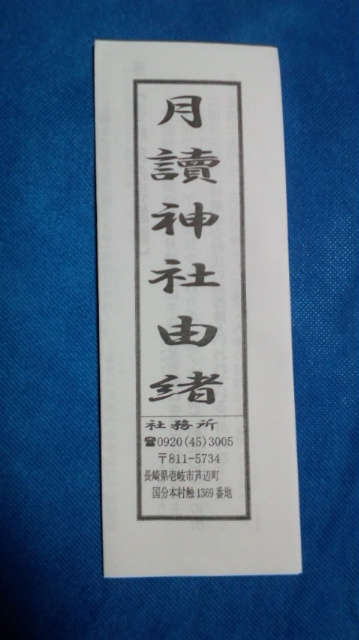 月讀神社由緒
社務所
☎0920(45)3005
〒811-5734
長崎県壱岐市芦辺町
国分本村触1369番地